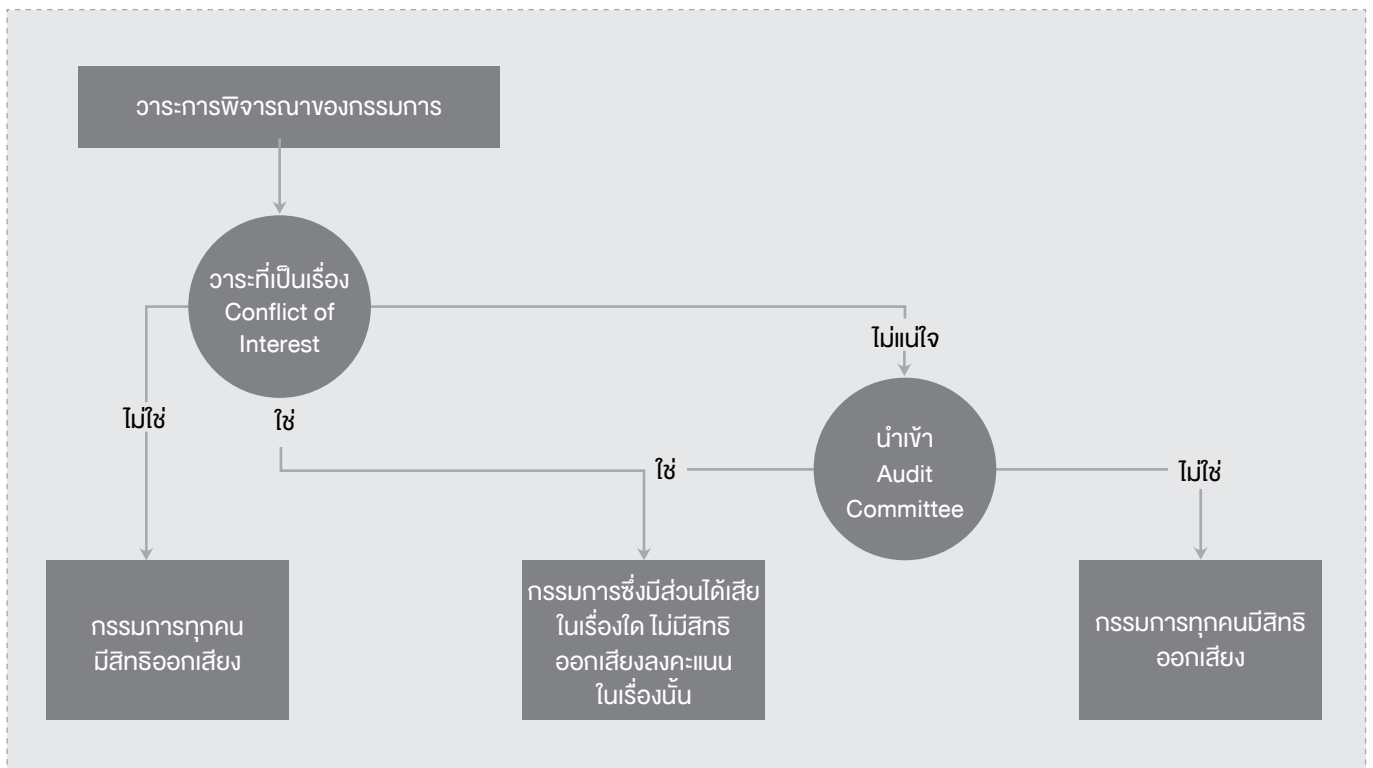 วาระการพิจารณาของกรรมการ
วาระที่เป็นเรื่อง
Conflict of
Interest
ไม่แน่ใจ
ไม่ใช่
ใช่
นำเข้า
Audit
Committee
ใช่
ไม่ใช่
กรรมการทุกคน
มีสิทธิออกเสียง
กรรมการซึ่งมีส่วนได้เสีย
ในเรื่องใด ไม่มีสิทธิ
ออกเสียงลงคะแนน
ในเรื่องนั้น
กรรมการทุกคนมีสิทธิ
ออกเสียง